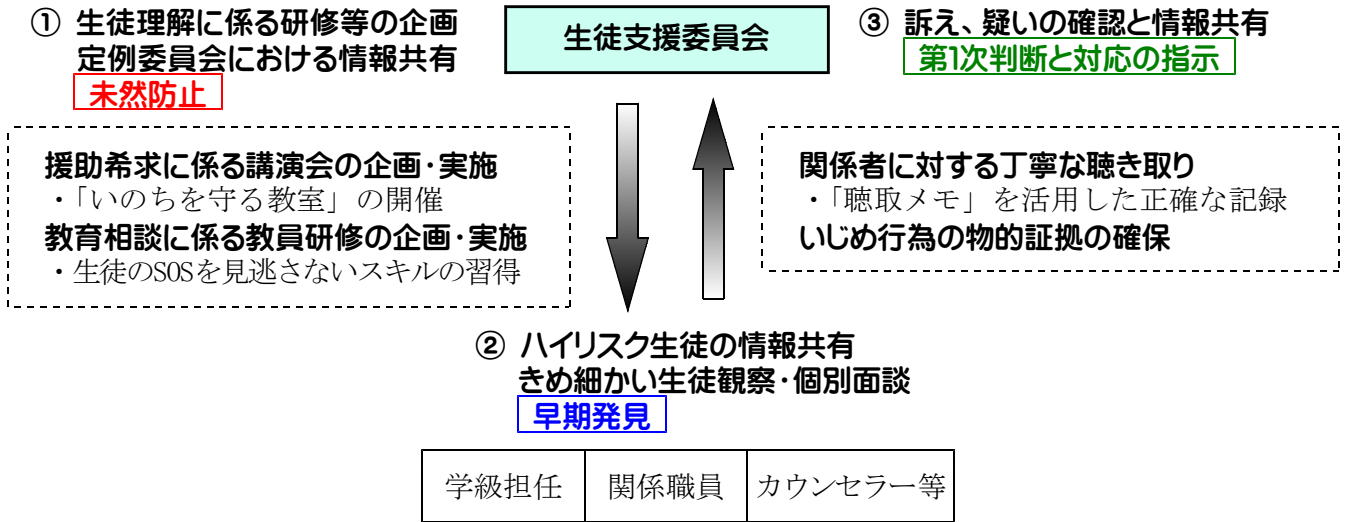 ① 生徒理解に係る研修等の企画
定例委員会における情報共有
未然防止
生徒支援委員会
③ 訴え、疑いの確認と情報共有
第1次判断と対応の指示
援助希求に係る講演会の企画・実施
・「いのちを守る教室」の開催
教育相談に係る教員研修の企画・実施
・生徒のSOSを見逃さないスキルの習得
関係者に対する丁寧な聴き取り
・「聴取メモ」を活用した正確な記録
いじめ行為の物的証拠の確保
② ハイリスク生徒の情報共有
きめ細かい生徒観察・個別面談
早期発見
学級担任 関係職員 カウンセラー等